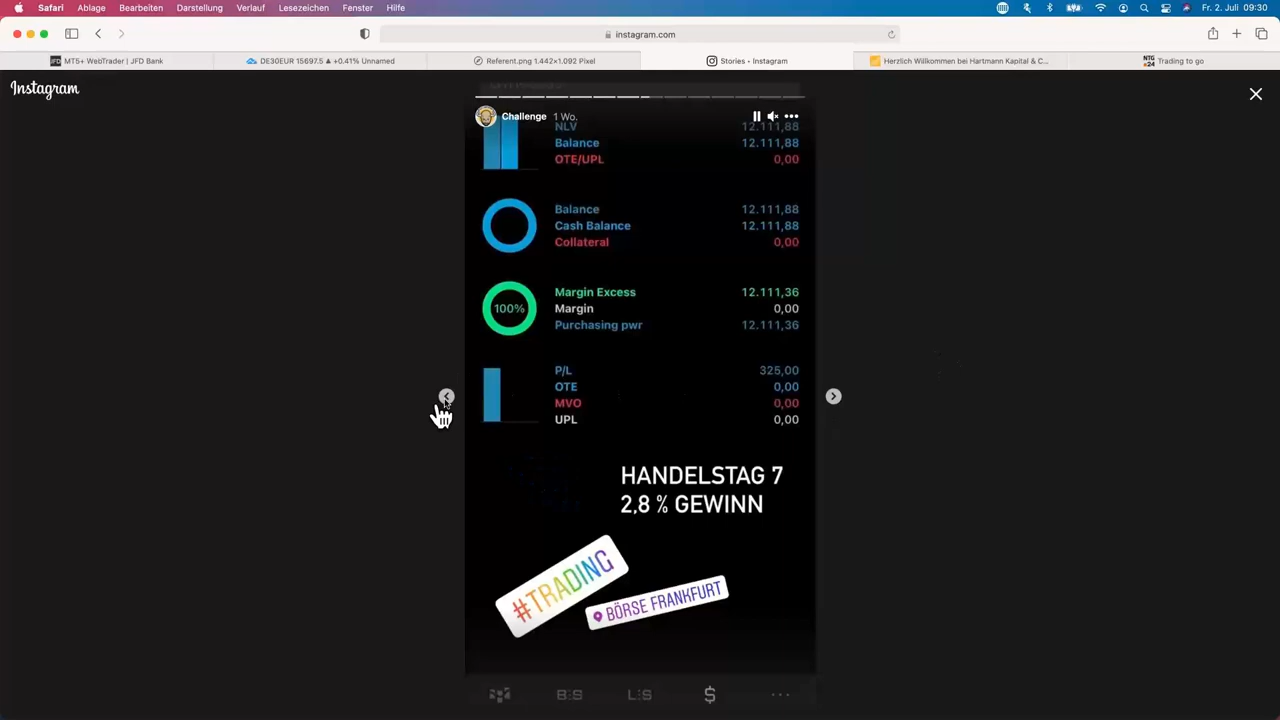 Safari Ablage Bearbeiten Darstellung Verlauf Lesezeichen Fenster Hilfe Fr. 2. Juli 09:30
instagram.com
MT5+ WebTrader | JFD Bank DE30EUR 15697.5 ▲ +0.41% Unnamed Referent.png 1.442×1.092 Pixel Stories • Instagram Herzlich Willkommen bei Hartmann Kapital & C... NTG24 Trading to go
Instagram
Challenge 1 Wo.
NLV 12.111,88
Balance 12.111,88
OTE/UPL 0,00
Balance 12.111,88
Cash Balance 12.111,88
Collateral 0,00
Margin Excess 12.111,36
100% Margin 0,00
Purchasing pwr 12.111,36
P/L 325,00
OTE 0,00
MVO 0,00
UPL 0,00
HANDELSTAG 7
2,8 % GEWINN
#TRADING
BÖRSE FRANKFURT
B:S L:S $